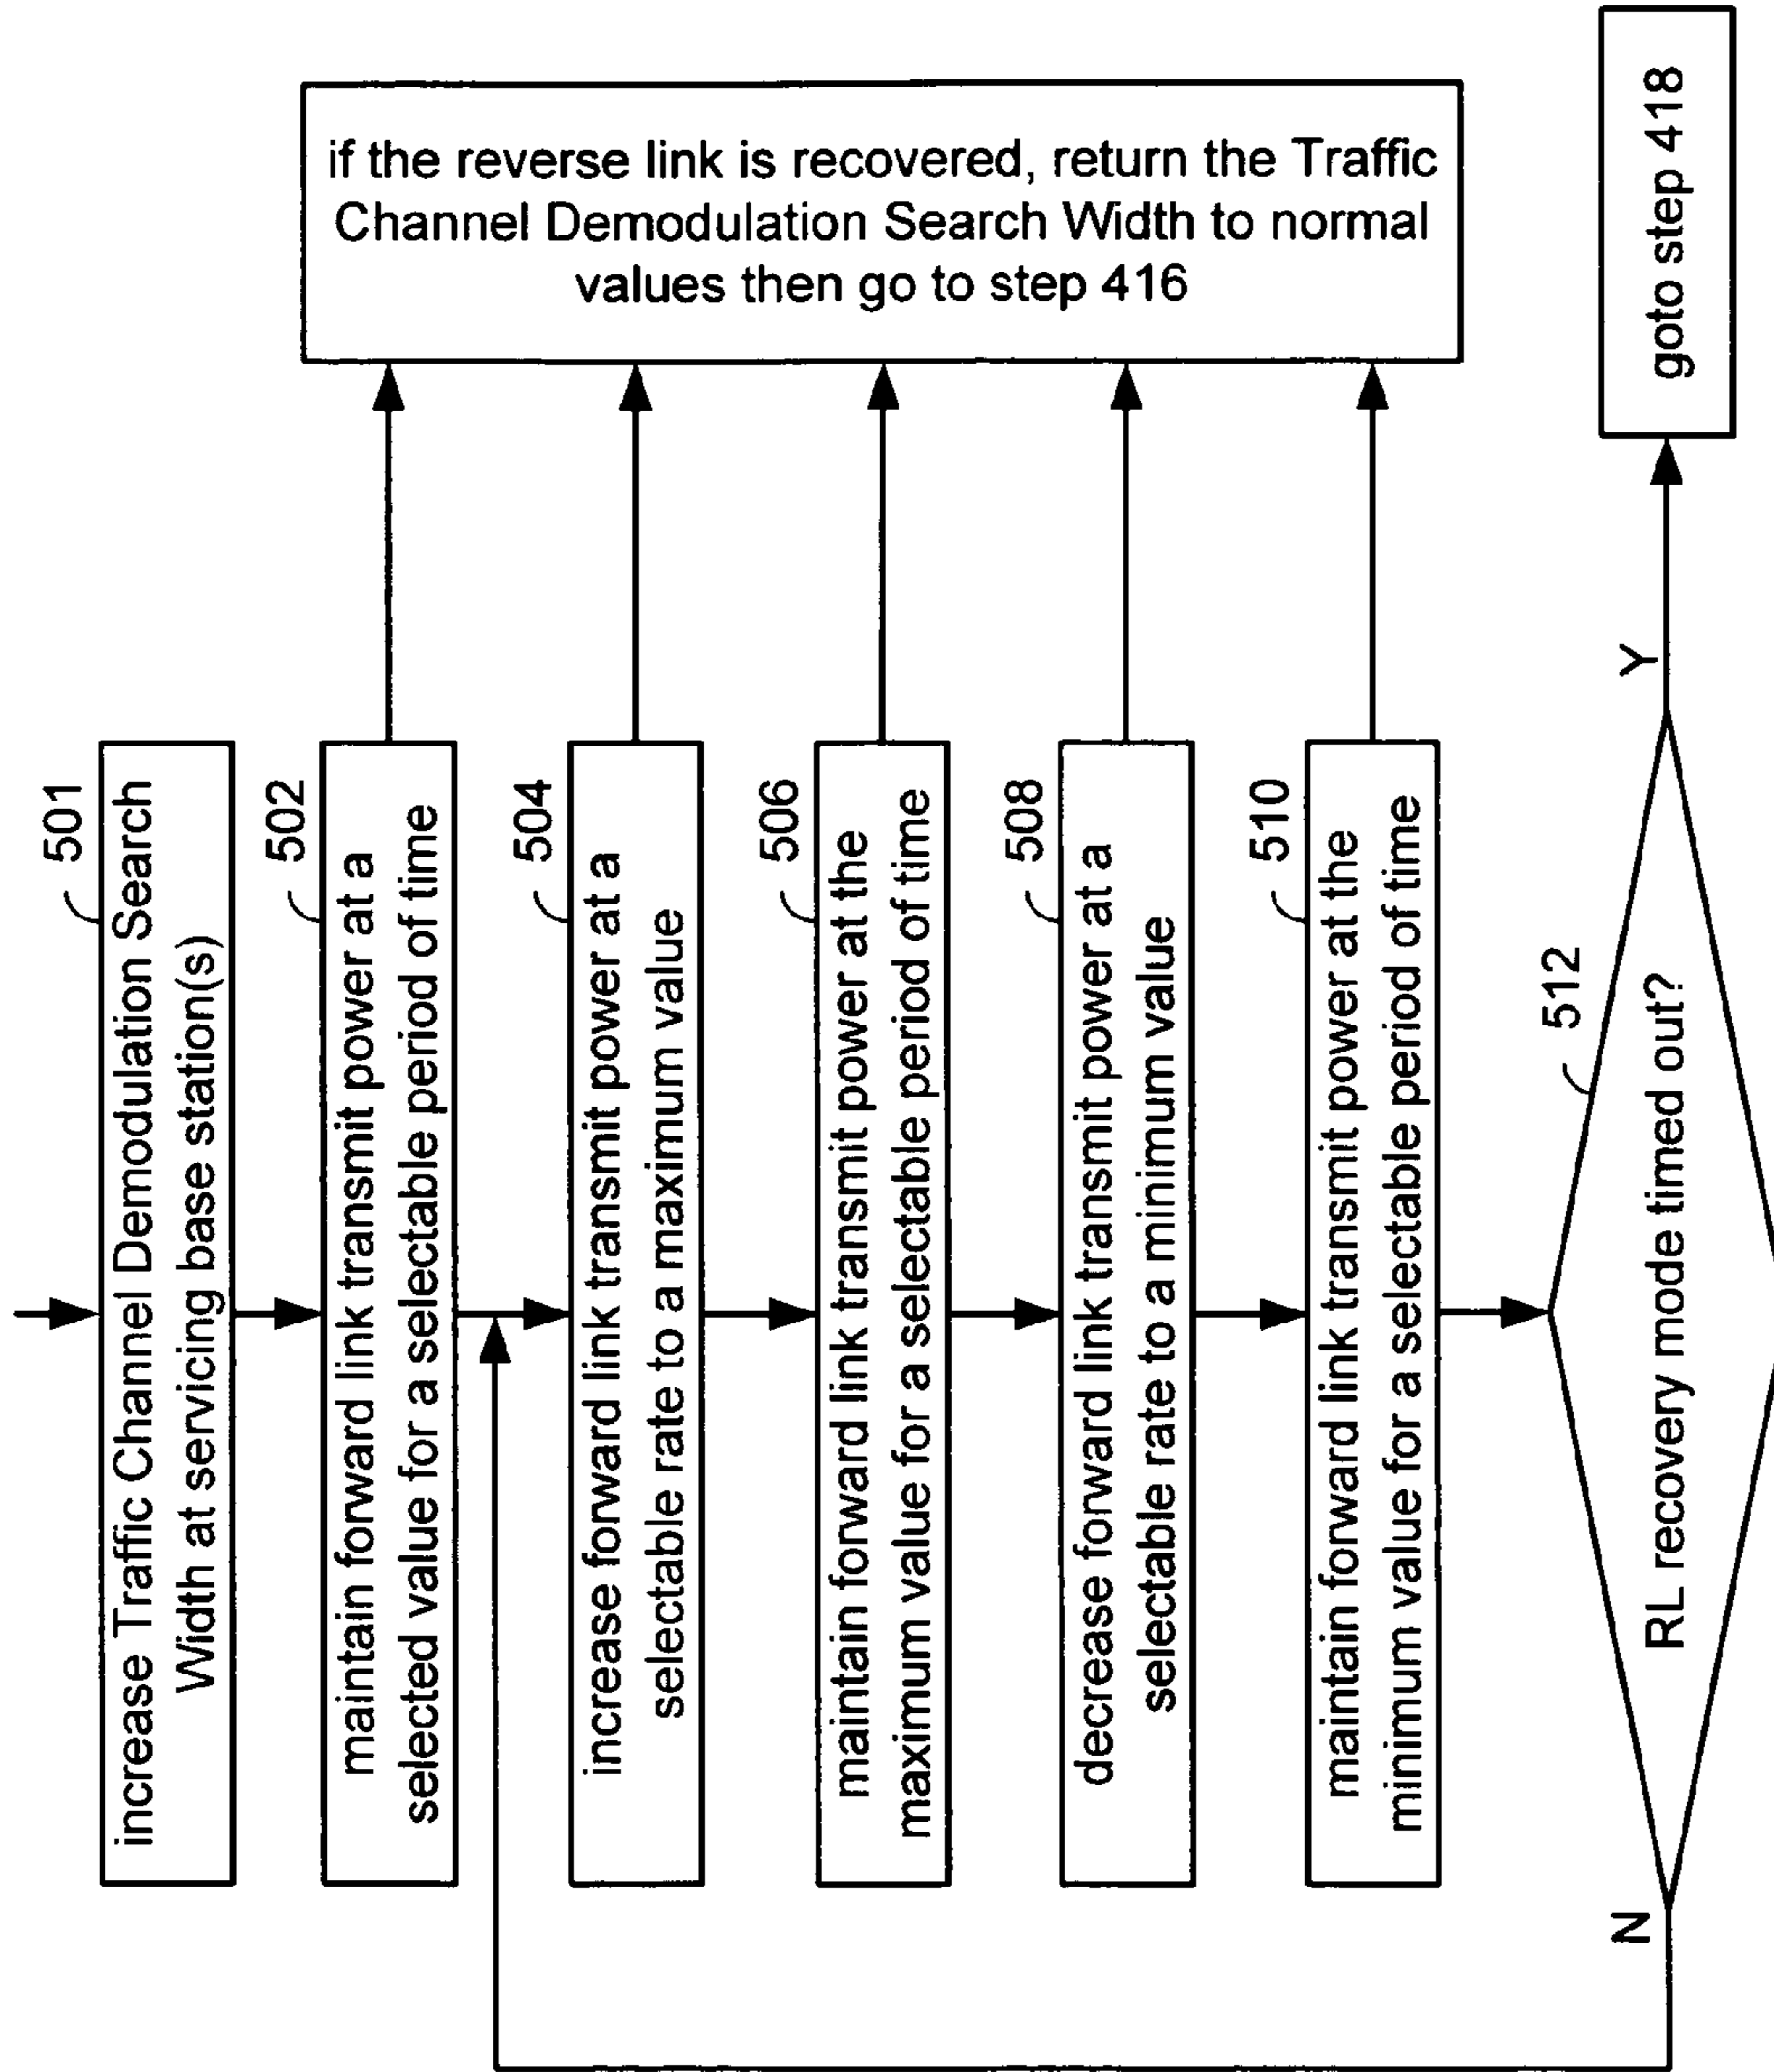 501
increase Traffic Channel Demodulation Search
Width at servicing base station(s)
502
maintain forward link transmit power at a
selected value for a selectable period of time
504
increase forward link transmit power at a
selectable rate to a maximum value
506
maintain forward link transmit power at the
maximum value for a selectable period of time
508
decrease forward link transmit power at a
selectable rate to a minimum value
510
maintain forward link transmit power at the
minimum value for a selectable period of time
512
RL recovery mode timed out?
N
Y
if the reverse link is recovered, return the Traffic
Channel Demodulation Search Width to normal
values then go to step 416
goto step 418